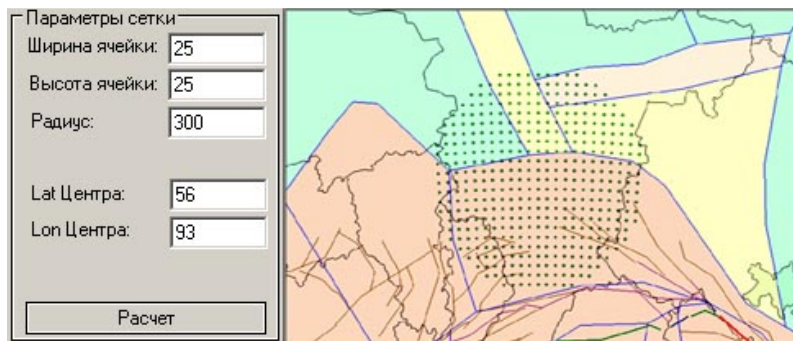 Параметры сетки
Ширина ячейки: 25
Высота ячейки: 25
Радиус: 300
Lat Центра: 56
Lon Центра: 93
Расчет